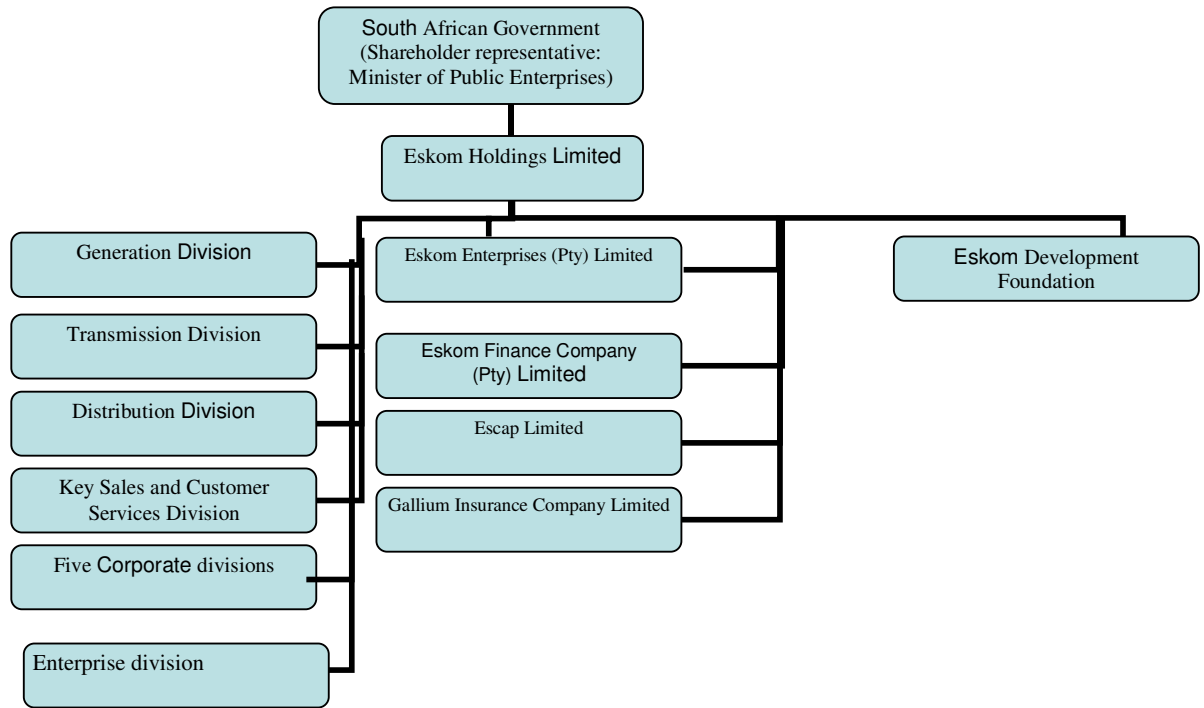 South African Government
(Shareholder representative:
Minister of Public Enterprises)
Eskom Holdings Limited
Generation Division
Transmission Division
Distribution Division
Key Sales and Customer
Services Division
Five Corporate divisions
Enterprise division
Eskom Enterprises (Pty) Limited
Eskom Finance Company
(Pty) Limited
Escap Limited
Gallium Insurance Company Limited
Eskom Development
Foundation